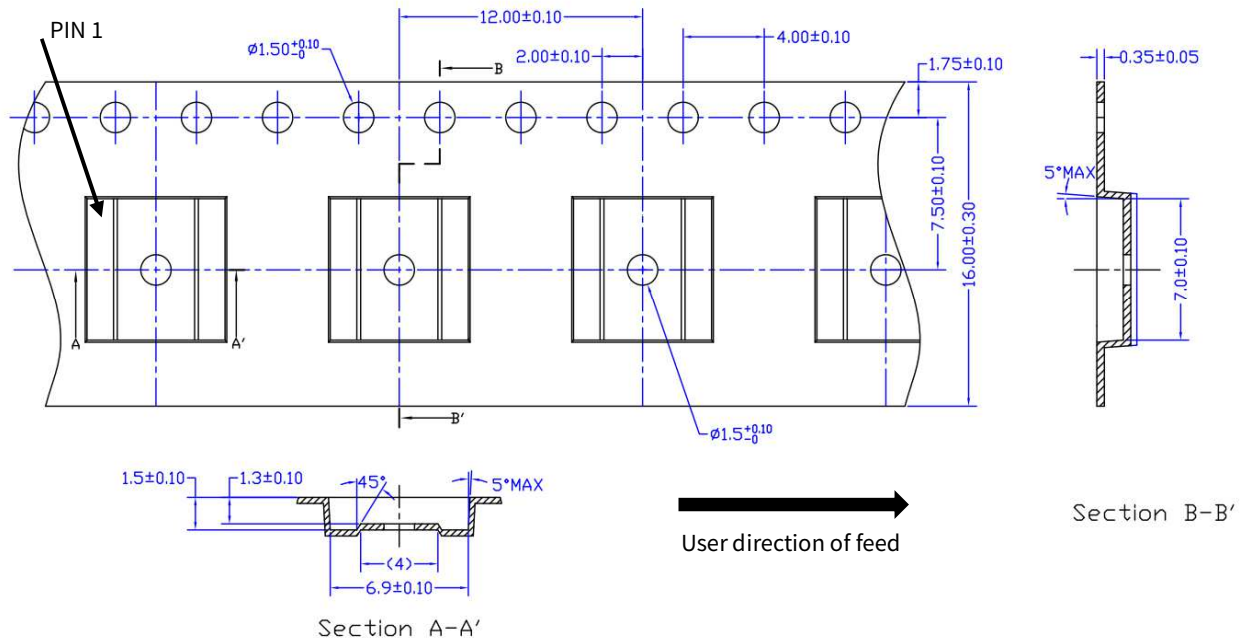 PIN 1
Ø1.50+0.10 -0
12.00±0.10
2.00±0.10
4.00±0.10
1.75±0.10
0.35±0.05
B
7.50±0.10
16.00±0.30
5°MAX
7.0±0.10
A
A'
B'
Ø1.5+0.10 -0
1.5±0.10
1.3±0.10
45°
5°MAX
(4)
6.9±0.10
Section A-A'
User direction of feed
Section B-B'